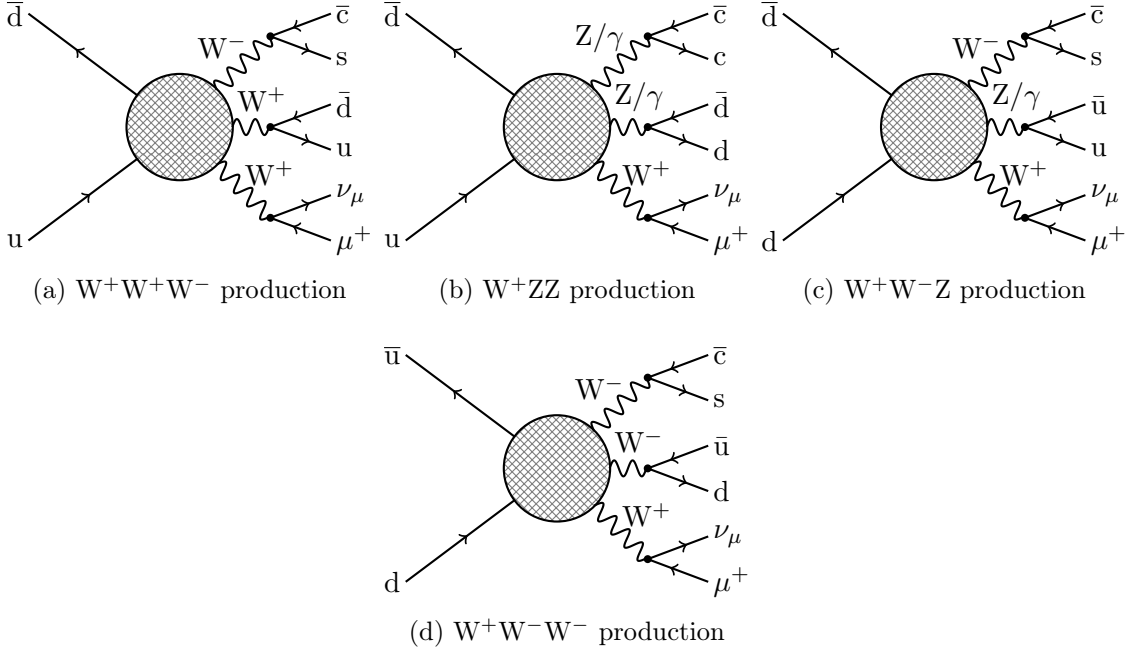 d̅ W⁻ c̅ s
W⁺ d̅ u
u W⁺ ν_μ μ⁺
(a) W⁺W⁺W⁻ production
d̅ Z/γ c̅ c
Z/γ d̅ d
u W⁺ ν_μ μ⁺
(b) W⁺ZZ production
d̅ W⁻ c̅ s
Z/γ u̅ u
d W⁺ ν_μ μ⁺
(c) W⁺W⁻Z production
u̅ W⁻ c̅ s
W⁻ u̅ d
d W⁺ ν_μ μ⁺
(d) W⁺W⁻W⁻ production